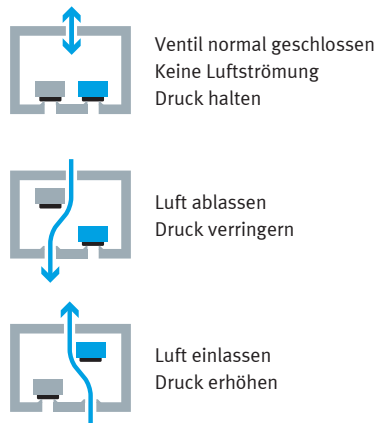 Ventil normal geschlossen
Keine Luftströmung
Druck halten
Luft ablassen
Druck verringern
Luft einlassen
Druck erhöhen